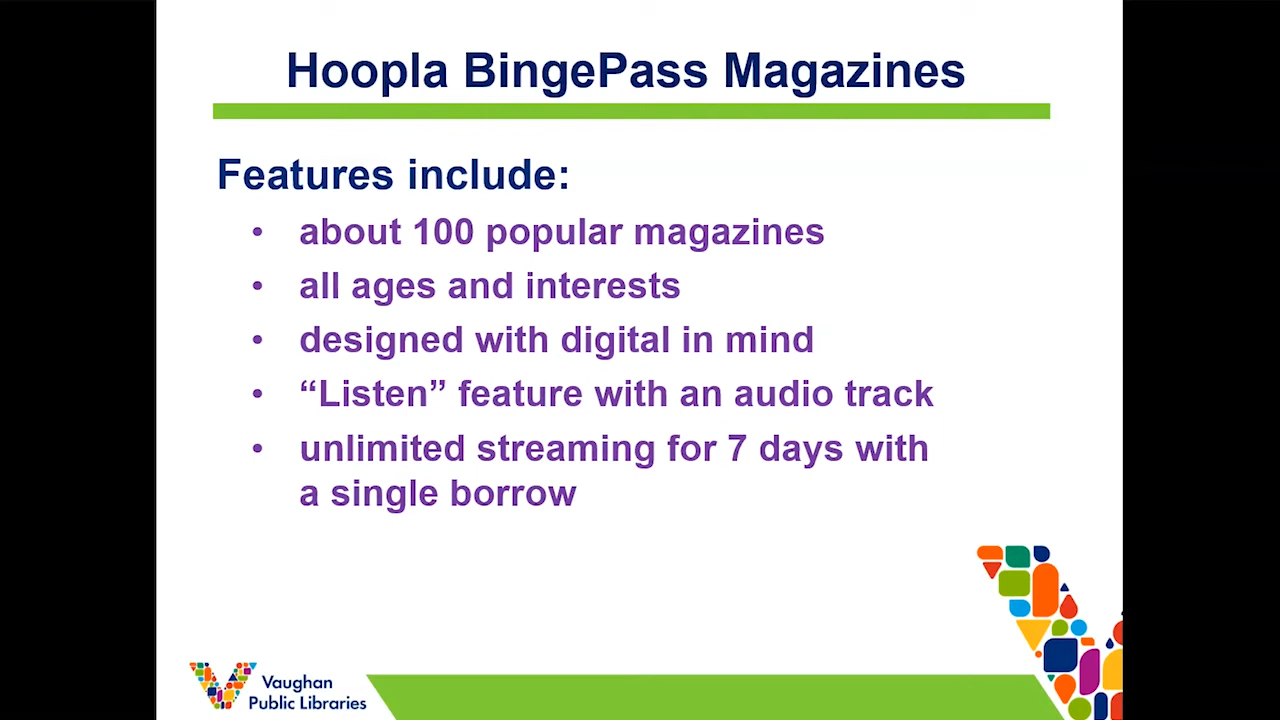 Hoopla BingePass Magazines
Features include:
• about 100 popular magazines
• all ages and interests
• designed with digital in mind
• “Listen” feature with an audio track
• unlimited streaming for 7 days with
a single borrow
Vaughan
Public Libraries